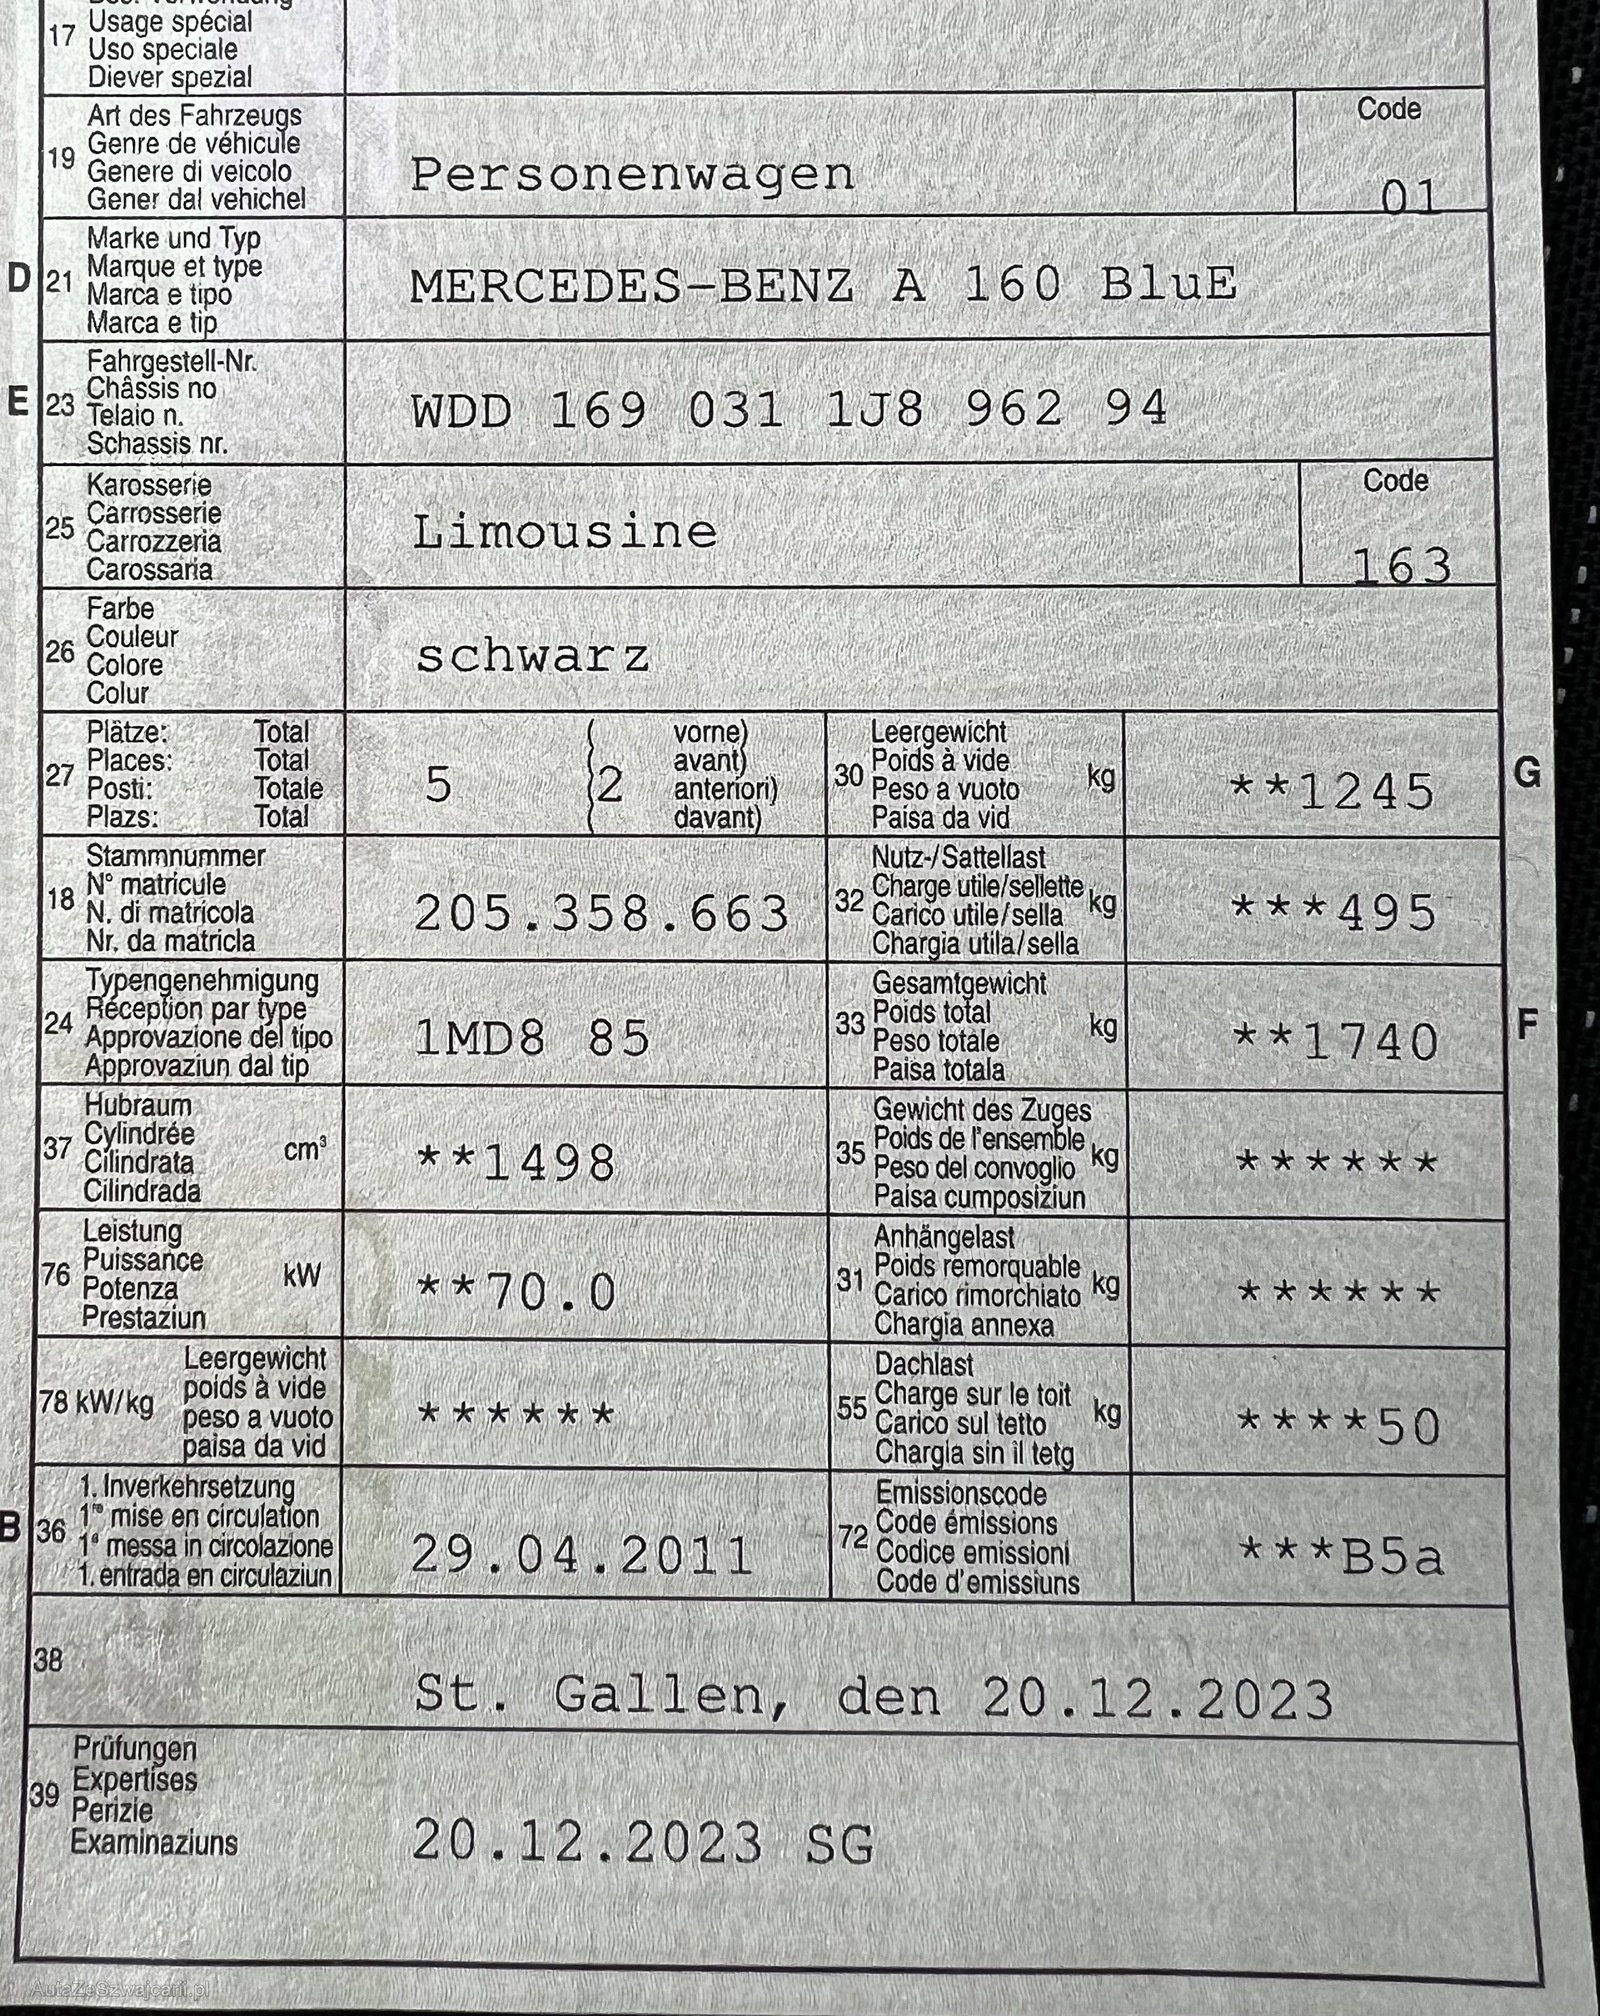 17
Usage spécial
Uso speciale
Diever spezial
19
Art des Fahrzeugs
Genre de véhicule
Genere di veicolo
Gener dal vehichel
Personenwagen
Code
01
D
21
Marke und Typ
Marque et type
Marca e tipo
Marca e tip
MERCEDES-BENZ A 160 BluE
E
23
Fahrgestell-Nr.
Châssis no
Telaio n.
Schassis nr.
WDD 169 031 1J8 962 94
25
Karosserie
Carrosserie
Carrozzeria
Carossaria
Limousine
Code
163
26
Farbe
Couleur
Colore
Colur
schwarz
27
Plätze: Total
Places: Total
Posti: Totale
Plazs: Total
5
( 2
vorne)
avant)
anteriori)
davant)
30
Leergewicht
Poids à vide
Peso a vuoto
Paisa da vid
kg
**1245
G
18
Stammnummer
N° matricule
N. di matricola
Nr. da matricla
205.358.663
32
Nutz-/Sattellast
Charge utile/sellette
Carico utile/sella
Chargia utila/sella
kg
***495
24
Typengenehmigung
Réception par type
Approvazione del tipo
Approvaziun dal tip
1MD8 85
33
Gesamtgewicht
Poids total
Peso totale
Paisa totala
kg
**1740
F
37
Hubraum
Cylindrée
Cilindrata
Cilindrada
cm³
**1498
35
Gewicht des Zuges
Poids de l'ensemble
Peso del convoglio
Paisa cumposiziun
kg
******
76
Leistung
Puissance
Potenza
Prestaziun
kW
**70.0
31
Anhängelast
Poids remorquable
Carico rimorchiato
Chargia annexa
kg
******
78 kW/kg
Leergewicht
poids à vide
peso a vuoto
paisa da vid
******
55
Dachlast
Charge sur le toit
Carico sul tetto
Chargia sin il tetg
kg
****50
B
36
1. Inverkehrsetzung
1re mise en circulation
1a messa in circolazione
1. entrada en circulaziun
29.04.2011
72
Emissionscode
Code émissions
Codice emissioni
Code d'emissiuns
***B5a
38
St. Gallen, den 20.12.2023
39
Prüfungen
Expertises
Perizie
Examinaziuns
20.12.2023 SG
AutaZeSzwajcarii.pl